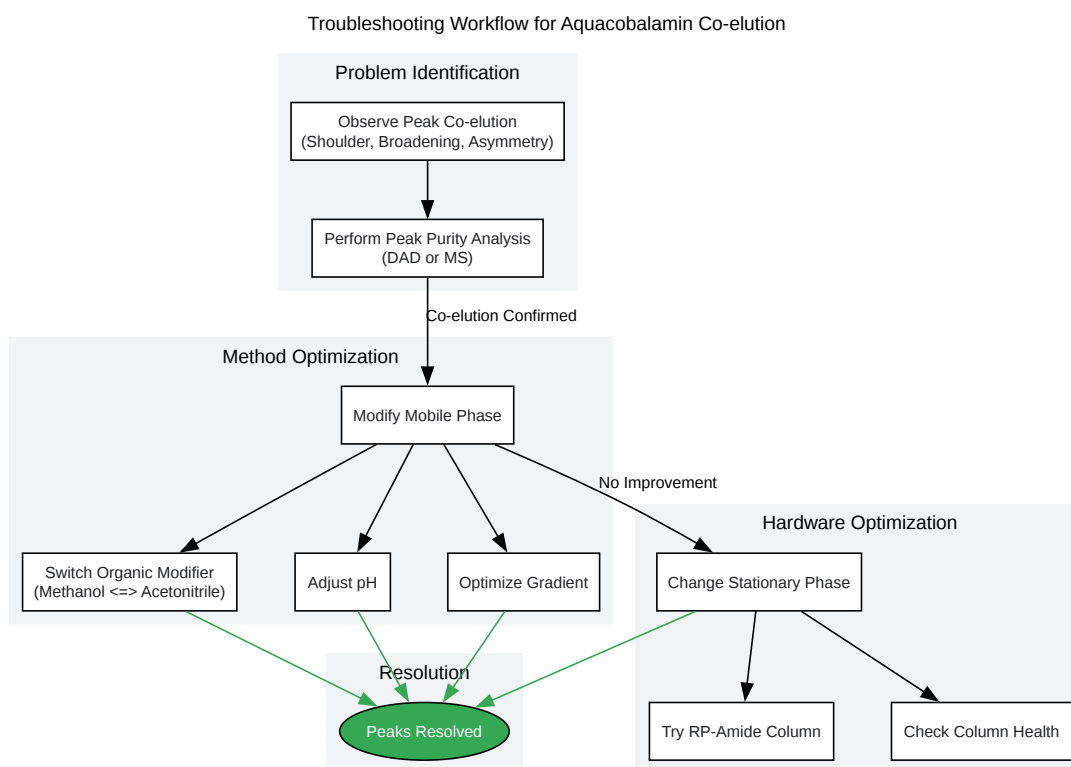 Troubleshooting Workflow for Aquacobalamin Co-elution
Problem Identification
Observe Peak Co-elution
(Shoulder, Broadening, Asymmetry)
Perform Peak Purity Analysis
(DAD or MS)
Co-elution Confirmed
Method Optimization
Modify Mobile Phase
No Improvement
Hardware Optimization
Switch Organic Modifier
(Methanol <=> Acetonitrile)
Adjust pH
Optimize Gradient
Change Stationary Phase
Resolution
Peaks Resolved
Try RP-Amide Column
Check Column Health